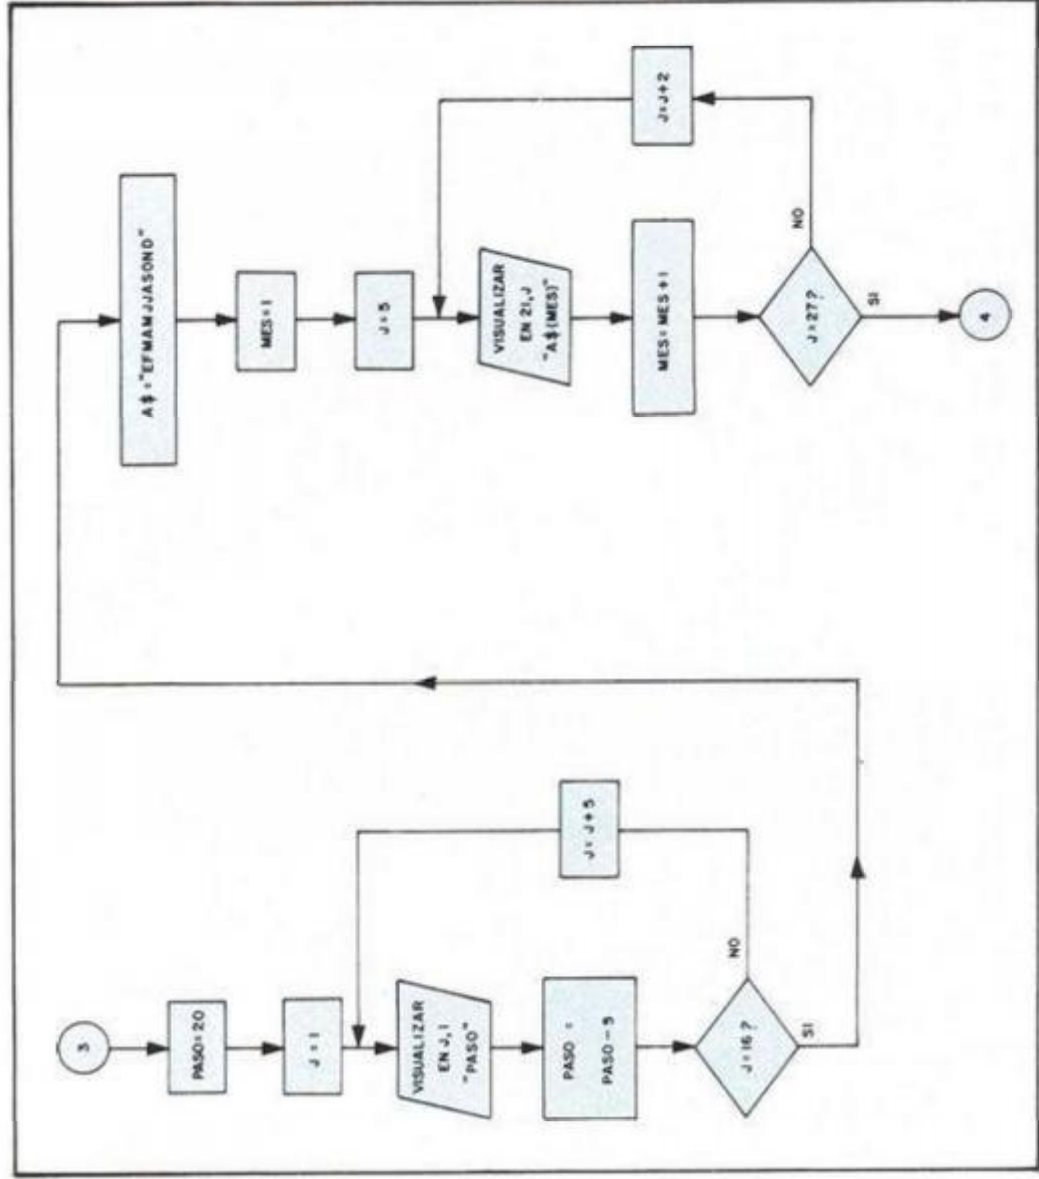 3
PASO=20
J = 1
VISUALIZAR
EN J, 1
"PASO"
PASO =
PASO - 5
J=16 ?
NO
SI
J= J+5
A$="EFMAMJJASOND"
MES=1
J = 5
VISUALIZAR
EN 21,J
"A$(MES)"
MES= MES+1
J=27?
NO
SI
J=J+2
4